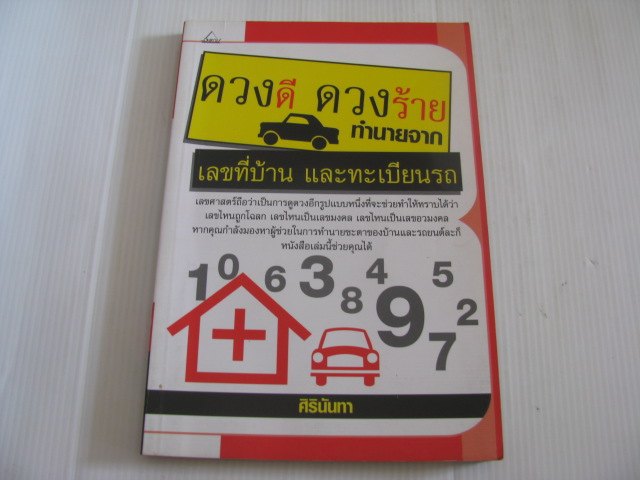 ดวงดี ดวงร้าย
ทำนายจาก
เลขที่บ้าน และทะเบียนรถ
เลขศาสตร์ถือว่าเป็นการดูดวงอีกรูปแบบหนึ่งที่จะช่วยทำให้ทราบได้ว่า
เลขไหนถูกโฉลก เลขไหนเป็นเลขมงคล เลขไหนเป็นเลขอวมงคล
หากคุณกำลังมองหาผู้ช่วยในการทำนายชะตาของบ้านและรถยนต์ละก็
หนังสือเล่มนี้ช่วยคุณได้
10 6 3 8 4 9 5 7 2
ศิรินันทา